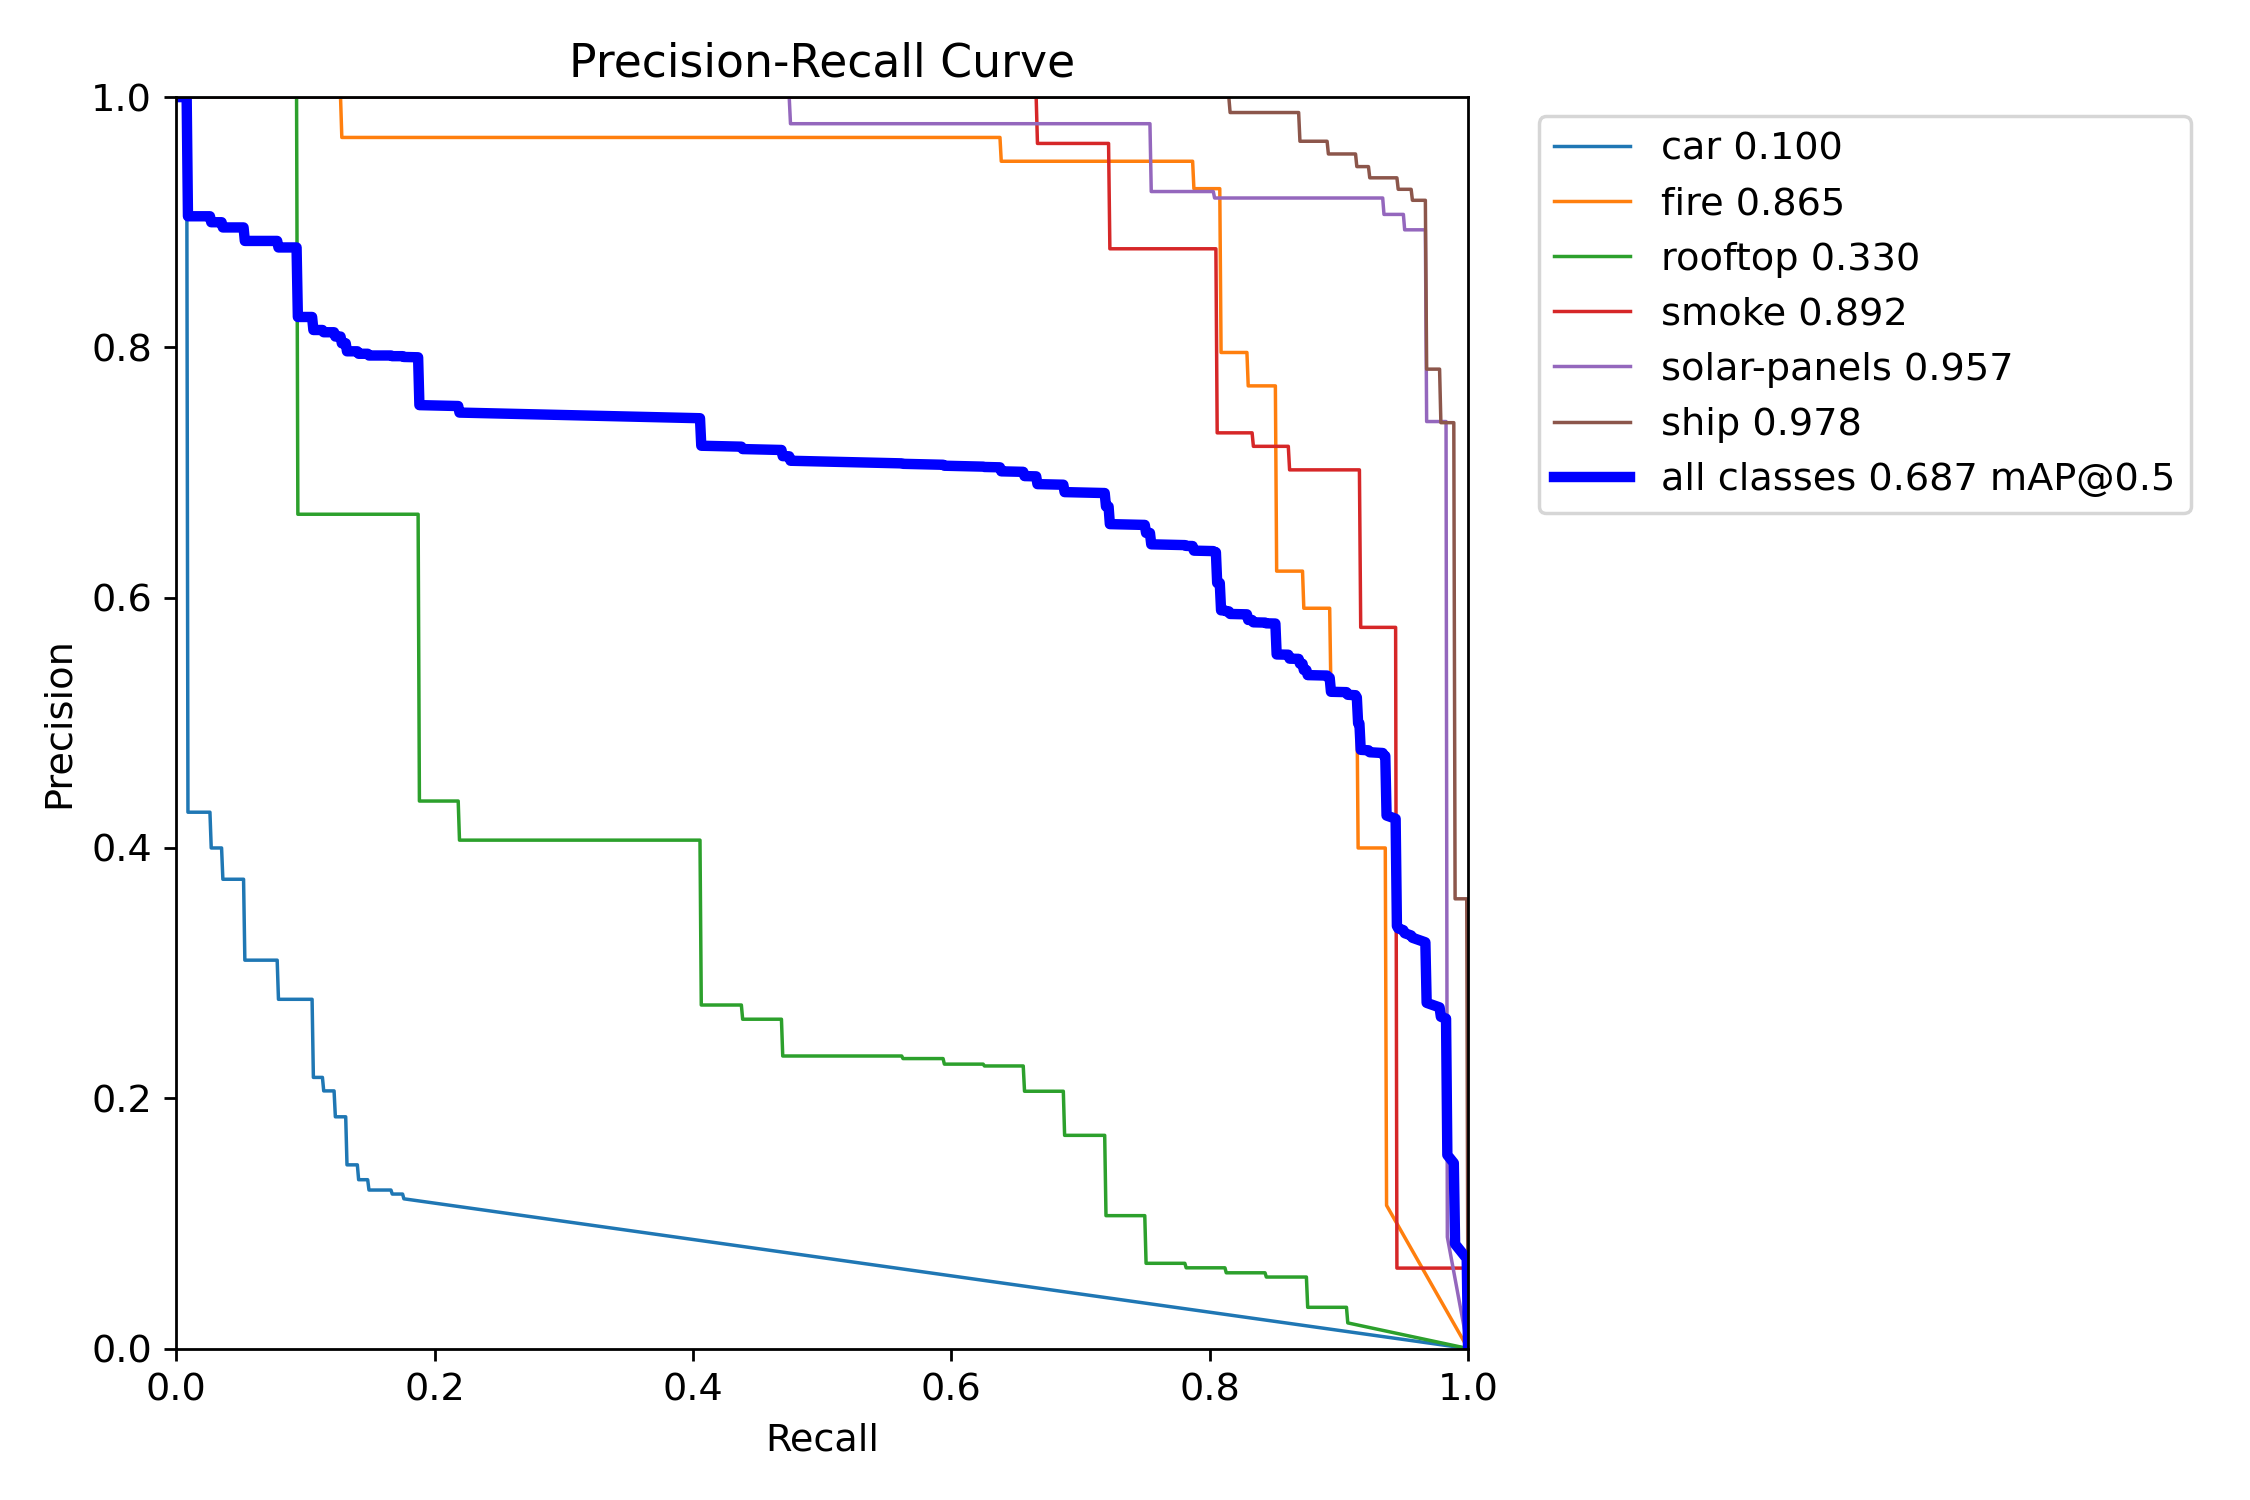 Precision-Recall Curve
1.0
0.8
0.6
0.4
0.2
0.0
Precision
0.0 0.2 0.4 0.6 0.8 1.0
Recall
car 0.100
fire 0.865
rooftop 0.330
smoke 0.892
solar-panels 0.957
ship 0.978
all classes 0.687 mAP@0.5